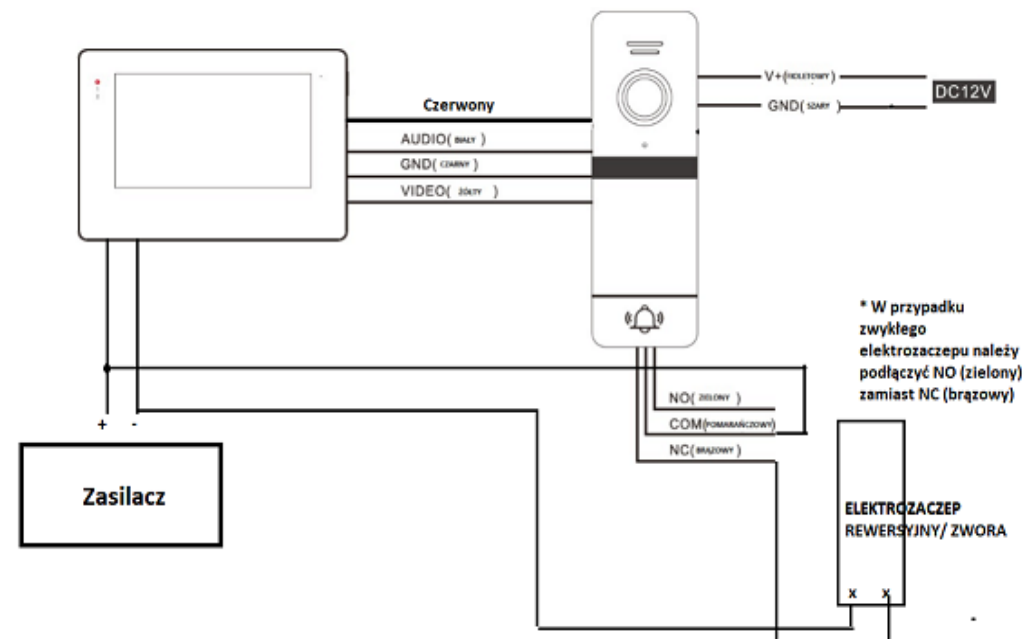 V+(FIOLETOWY)
DC12V
GND( SZARY )
Czerwony
AUDIO( BIAŁY )
GND( CZARNY )
VIDEO( ŻÓŁTY )
* W przypadku
zwykłego
elektrozaczepu należy
podłączyć NO (zielony)
zamiast NC (brązowy)
NO( ZIELONY )
COM(POMARAŃCZOWY)
NC( BRĄZOWY )
+ -
Zasilacz
ELEKTROZACZEP
REWERSYJNY/ ZWORA
x x
-